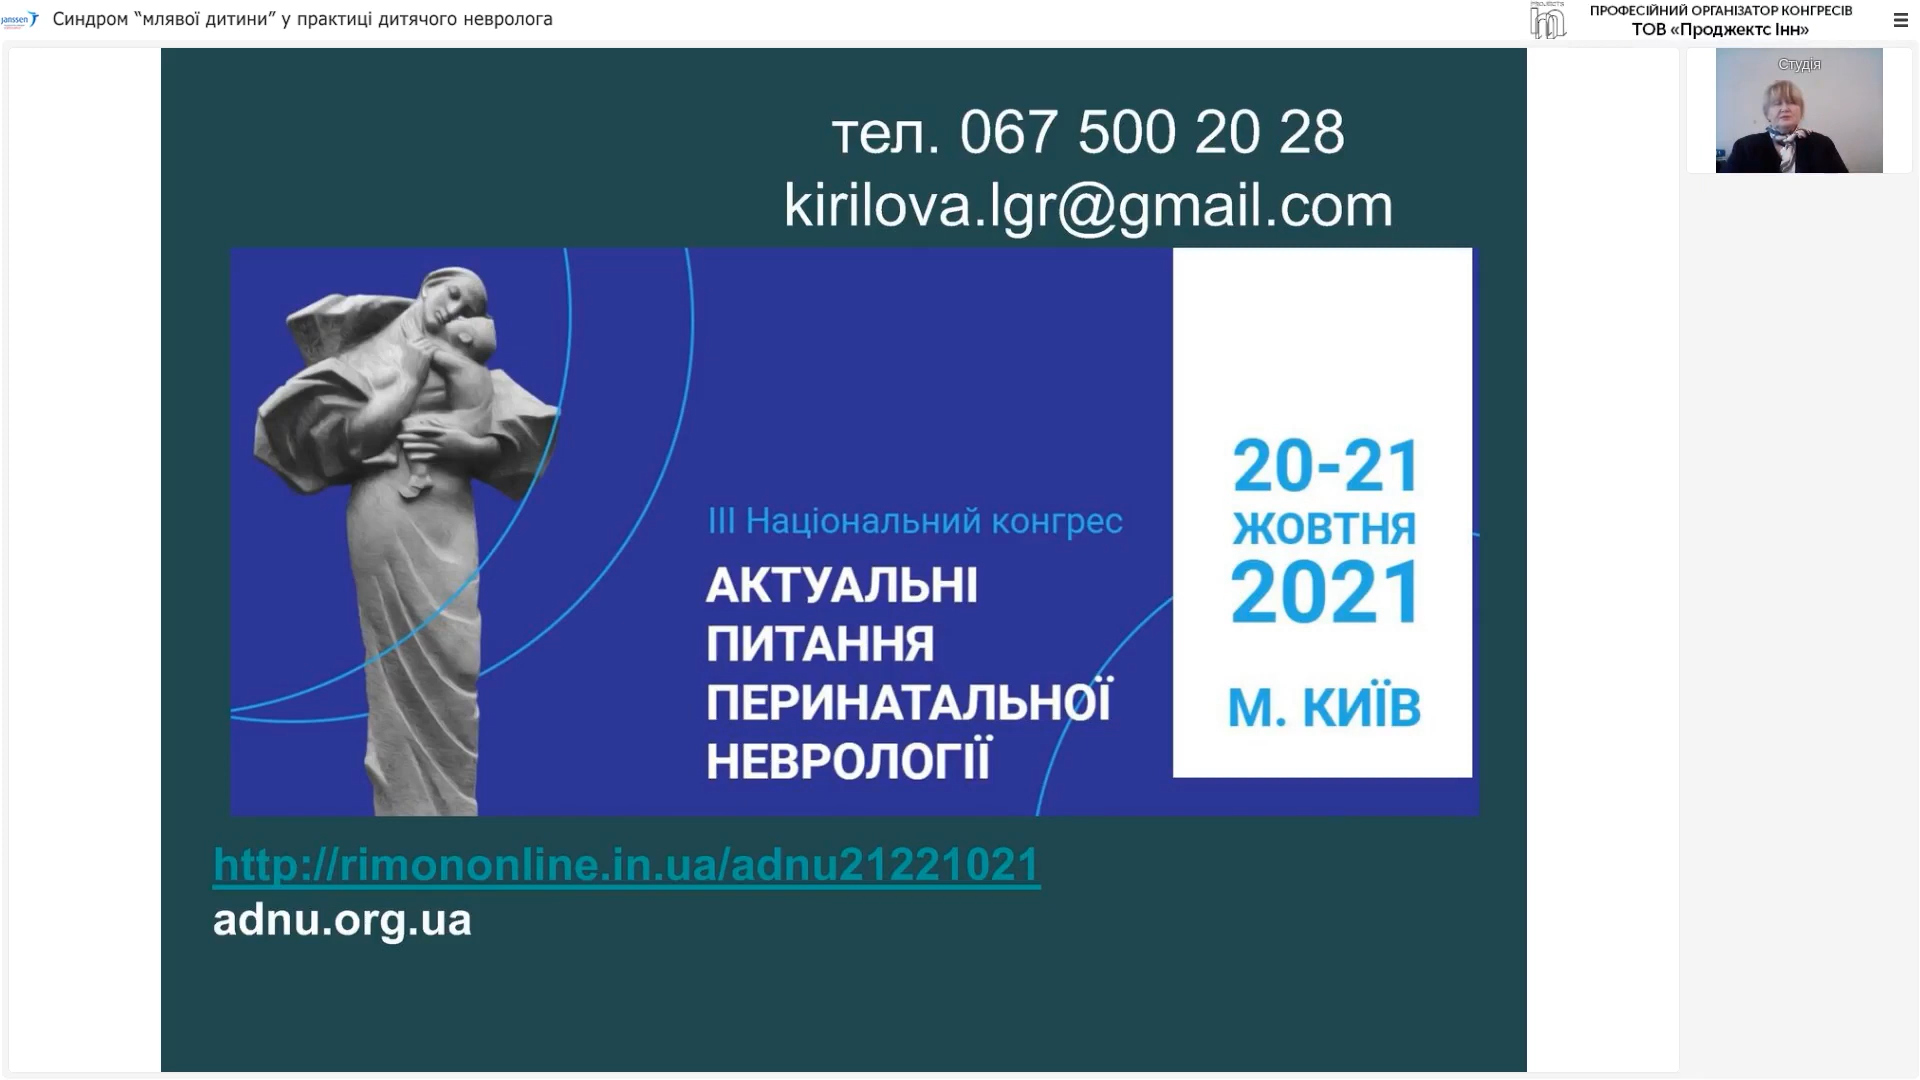 janssen
Синдром “млявої дитини” у практиці дитячого невролога
PROJECTS
ПРОФЕСІЙНИЙ ОРГАНІЗАТОР КОНГРЕСІВ
ТОВ «Проджектс Інн»
Студія
тел. 067 500 20 28
kirilova.lgr@gmail.com
III Національний конгрес
АКТУАЛЬНІ
ПИТАННЯ
ПЕРИНАТАЛЬНОЇ
НЕВРОЛОГІЇ
20-21
ЖОВТНЯ
2021
М. КИЇВ
http://rimononline.in.ua/adnu21221021
adnu.org.ua